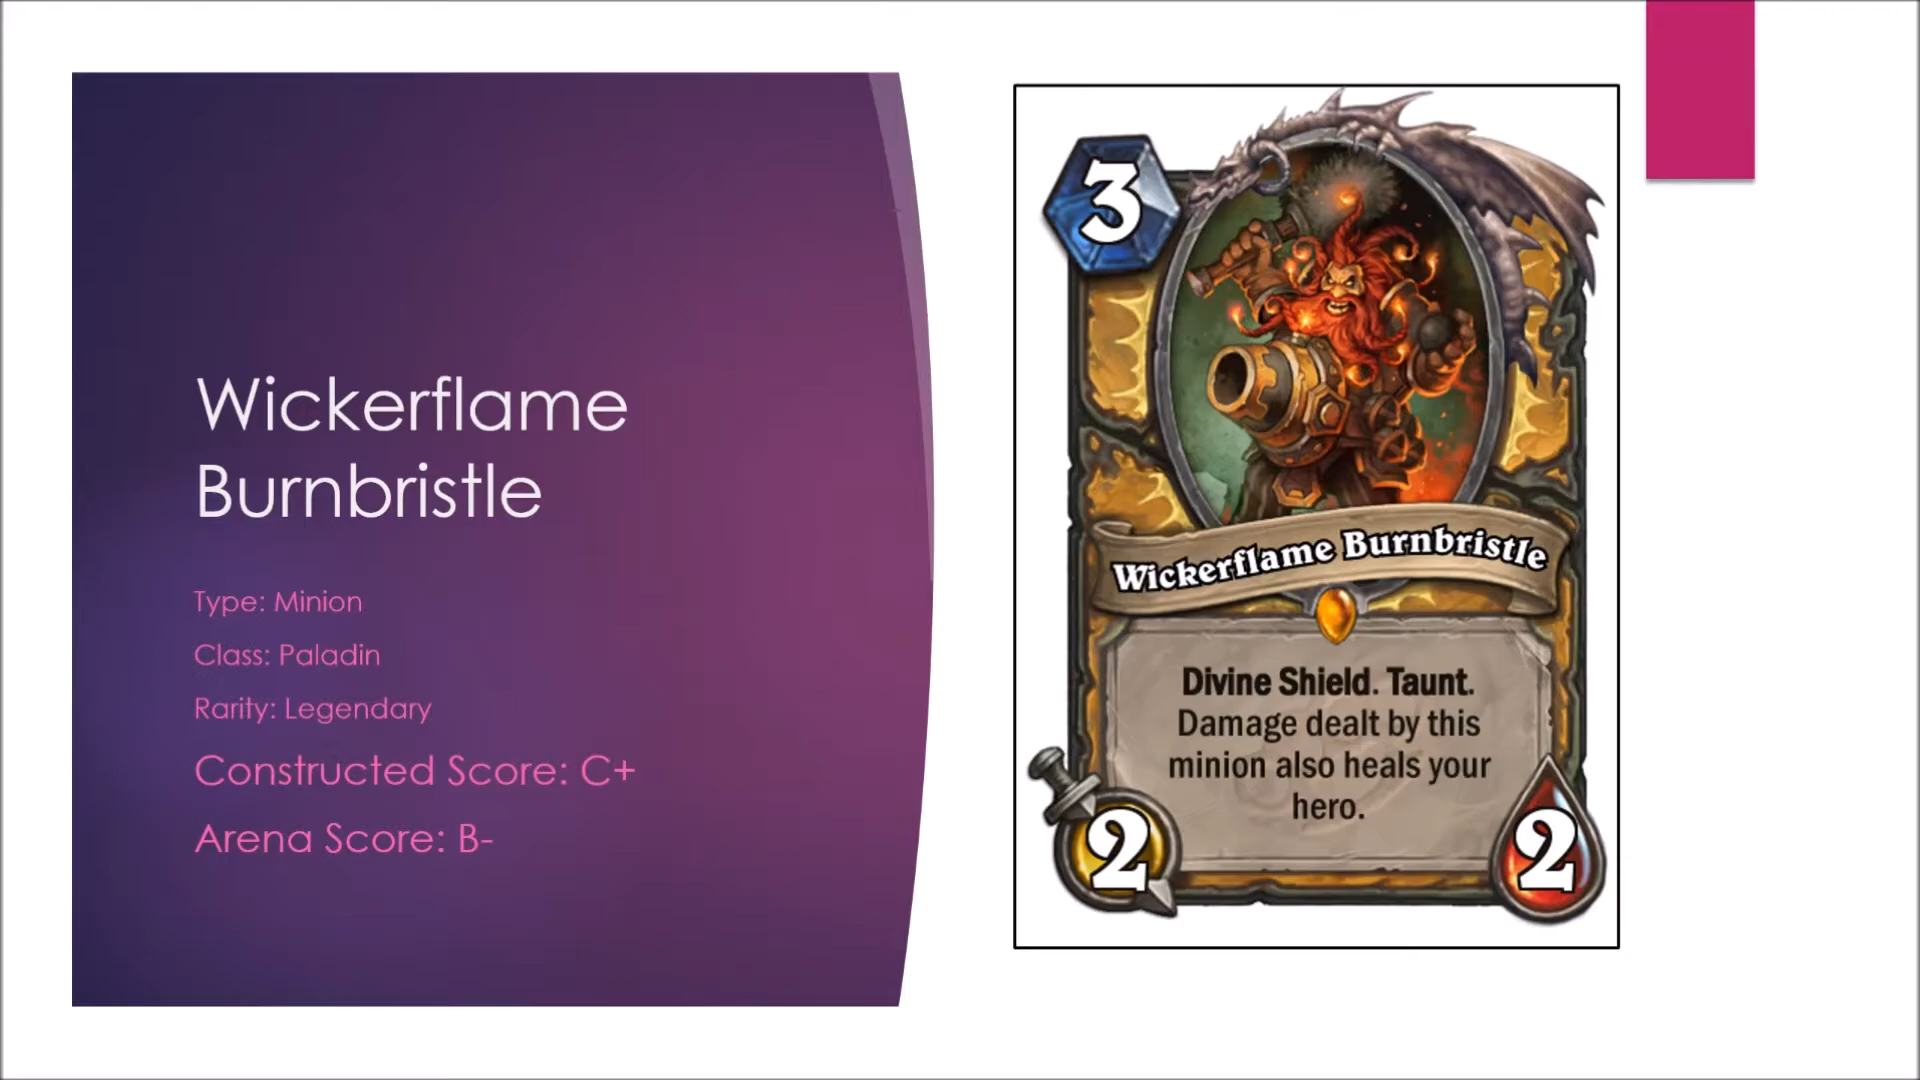 Wickerflame
Burnbristle
Type: Minion
Class: Paladin
Rarity: Legendary
Constructed Score: C+
Arena Score: B-
3
Wickerflame Burnbristle
Divine Shield. Taunt.
Damage dealt by this
minion also heals your
hero.
2
2